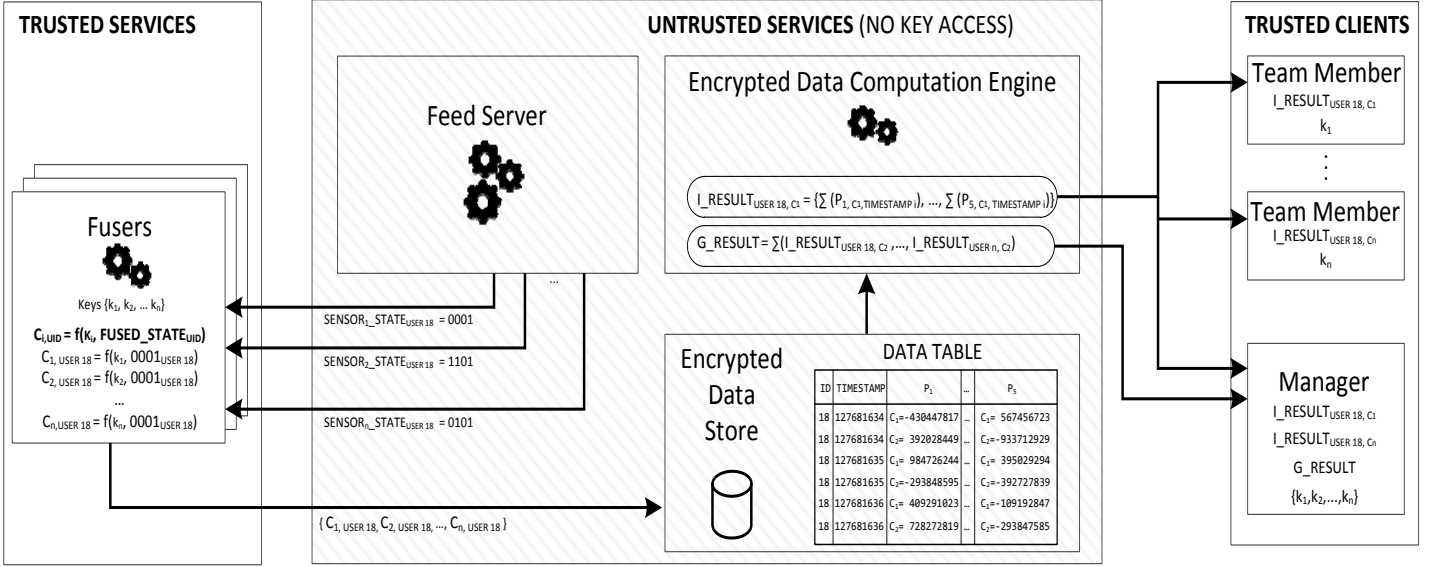 TRUSTED SERVICES
Fusers
Keys {k₁, k₂, ... kₙ}
Cᵢ,UID = f(Kᵢ, FUSED_STATEUID)
C₁, USER 18 = f(k₁, 0001USER 18)
C₂, USER 18 = f(k₂, 0001USER 18)
...
Cₙ,USER 18 = f(kₙ, 0001USER 18)
UNTRUSTED SERVICES (NO KEY ACCESS)
Feed Server
...
SENSOR₁_STATEUSER 18 = 0001
SENSOR₂_STATEUSER 18 = 1101
SENSORₙ_STATEUSER 18 = 0101
{ C₁, USER 18, C₂, USER 18, ..., Cₙ, USER 18 }
Encrypted Data Computation Engine
I_RESULTUSER 18, C1 = {∑ (P₁, C1,TIMESTAMP i), ..., ∑ (P₅, C1, TIMESTAMP i)}
G_RESULT = ∑(I_RESULTUSER 18, C2 ,..., I_RESULTUSER n, C2)
Encrypted
Data
Store
DATA TABLE
ID TIMESTAMP P₁ … P₅
18 127681634 C₁=-430447817 … C₁= 567456723
18 127681634 C₂= 392028449 … C₂=-933712929
18 127681635 C₁= 984726244 … C₁= 395029294
18 127681635 C₂=-293848595 … C₂=-392727839
18 127681636 C₁= 409291023 … C₁=-109192847
18 127681636 C₂= 728272819 … C₂=-293847585
TRUSTED CLIENTS
Team Member
I_RESULTUSER 18, C1
k₁
⋮
Team Member
I_RESULTUSER 18, Cn
kₙ
Manager
I_RESULTUSER 18, C1
I_RESULTUSER 18, Cn
G_RESULT
{k₁,k₂,...,kₙ}